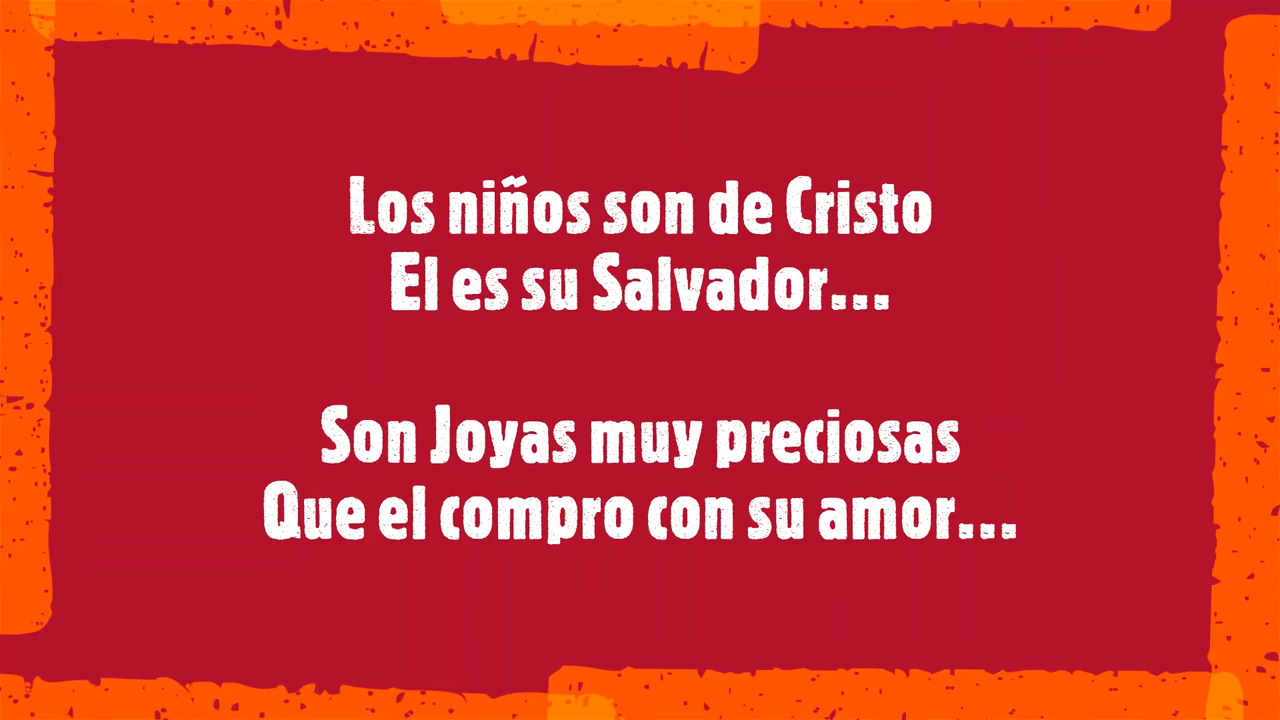 Los niños son de Cristo
El es su Salvador...
Son Joyas muy preciosas
Que el compro con su amor...